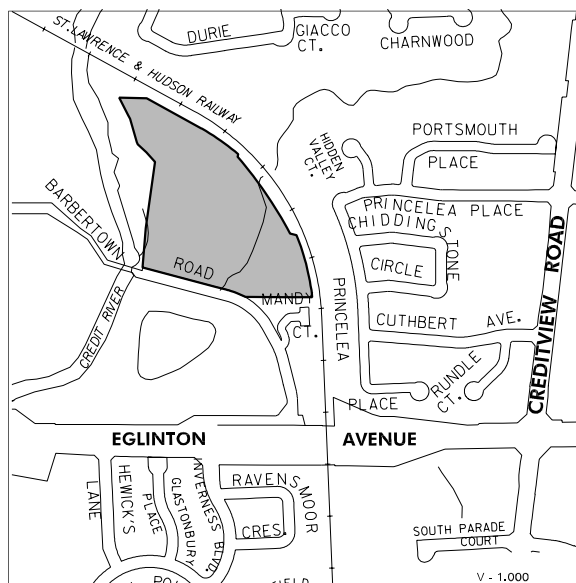 DURIE
GIACCO
CT.
CHARNWOOD
ST. LAWRENCE & HUDSON RAILWAY
PORTSMOUTH
PLACE
HIDDEN
VALLEY
CT.
BARBERTOWN
ROAD
PRINCELEA PLACE
CHIDDINGSTONE
CIRCLE
CREDITVIEW ROAD
CREDIT RIVER
MANDY
CT.
PRINCELEA
PLACE
CUTHBERT AVE.
RUNDLE
CT.
EGLINTON AVENUE
HEWICK'S
LANE
GLASTONBURY
PLACE
INVERNESS BLVD.
RAVENSMOOR
CRES.
SOUTH PARADE
COURT
V - 1.000